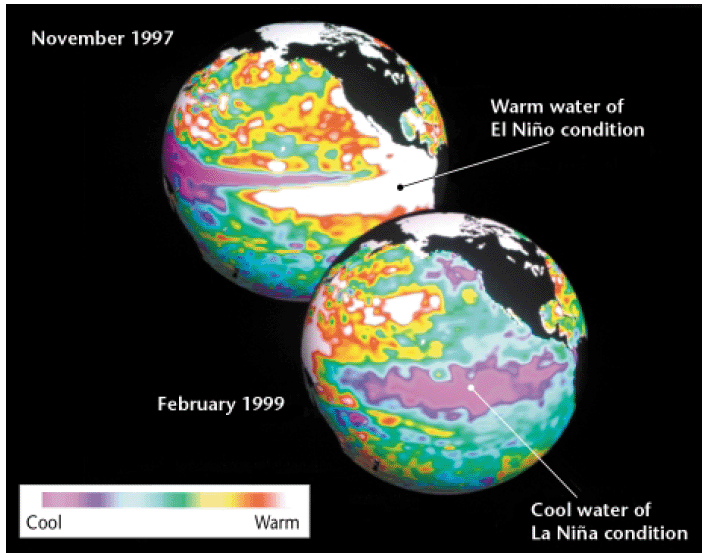 November 1997
Warm water of
El Niño condition
February 1999
Cool water of
La Niña condition
Cool
Warm